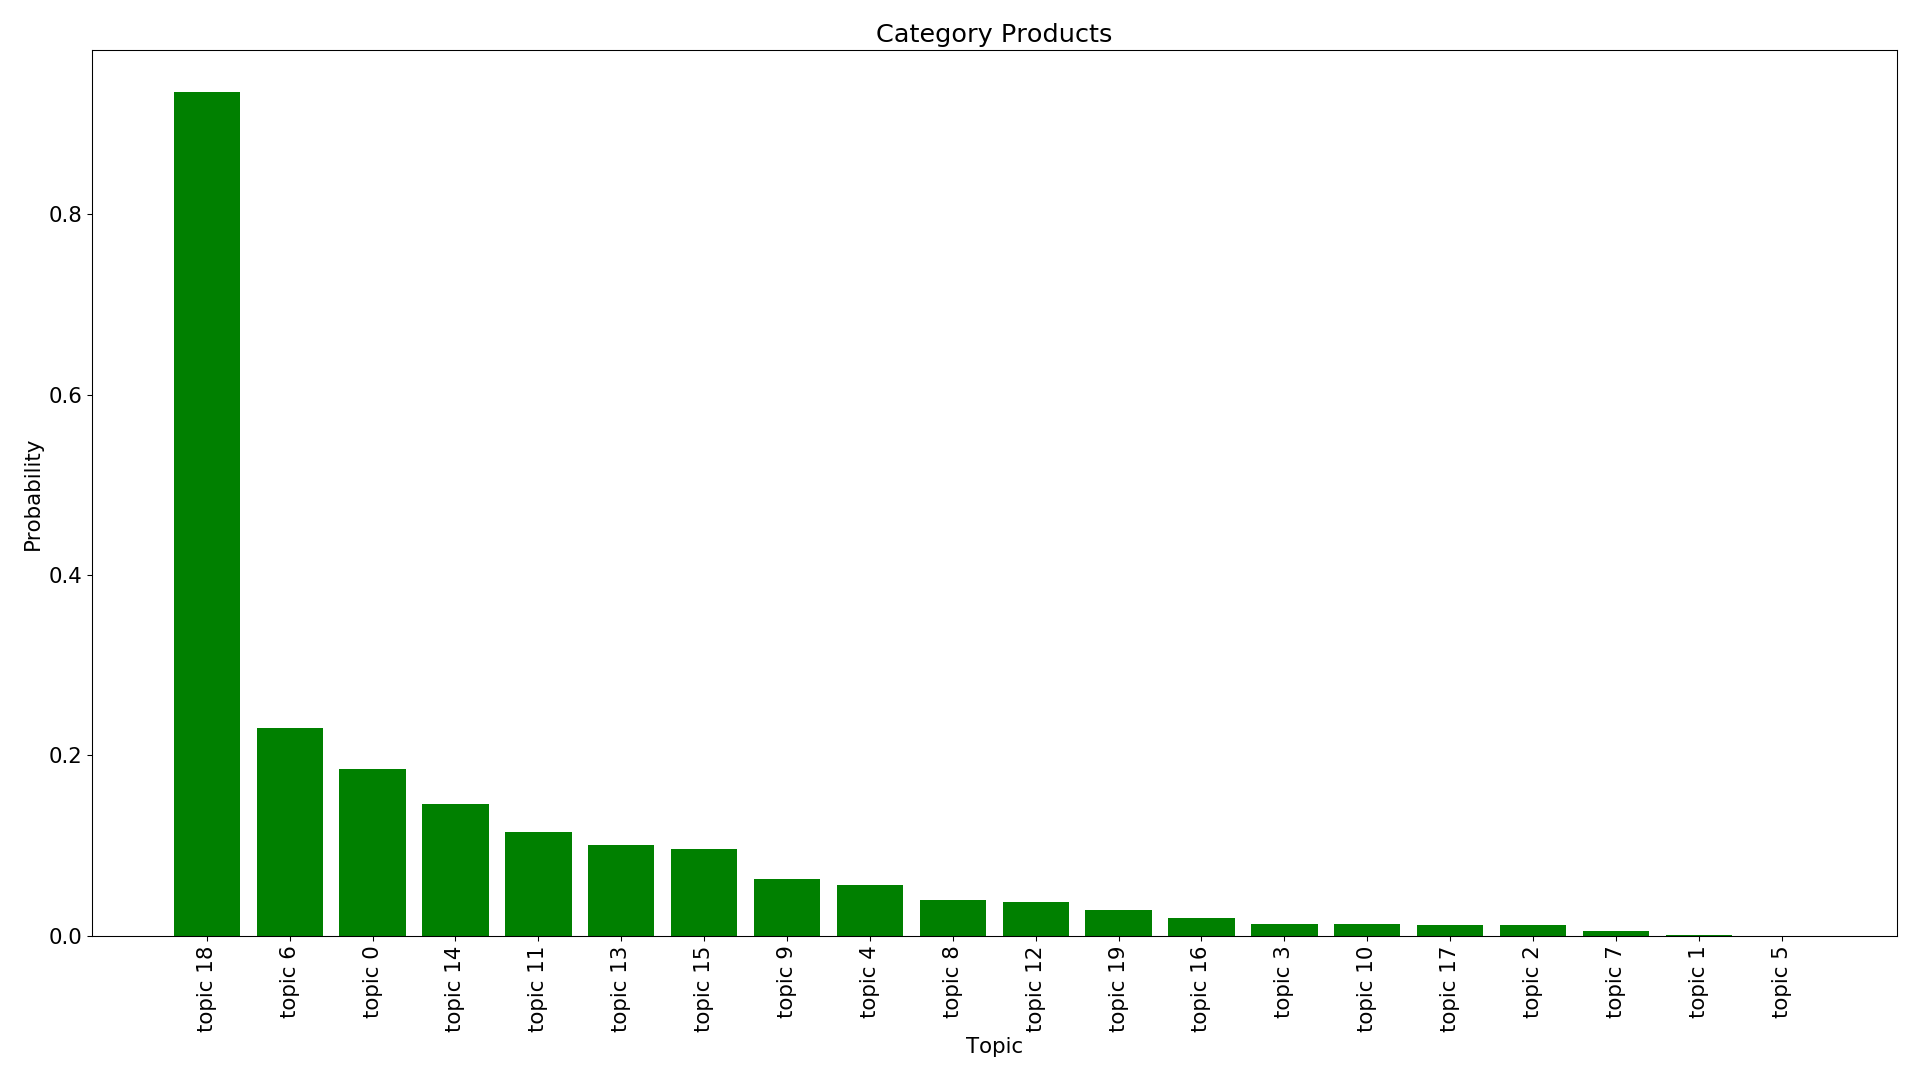 Category Products
Probability
0.8
0.6
0.4
0.2
0.0
topic 18
topic 6
topic 0
topic 14
topic 11
topic 13
topic 15
topic 9
topic 4
topic 8
topic 12
topic 19
topic 16
topic 3
topic 10
topic 17
topic 2
topic 7
topic 1
topic 5
Topic